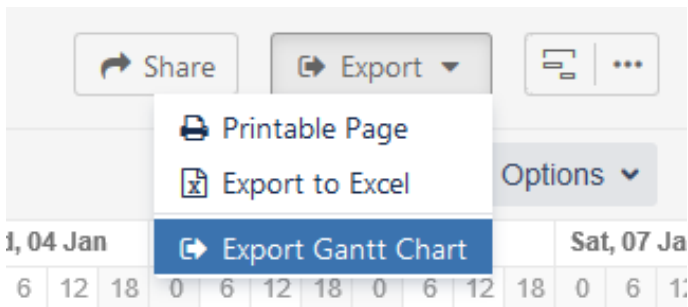 Share Export
Printable Page
Export to Excel
Options
Export Gantt Chart
04 Jan Sat, 07
6 12 18 0 6 12 18 0 6 12 18 0 6